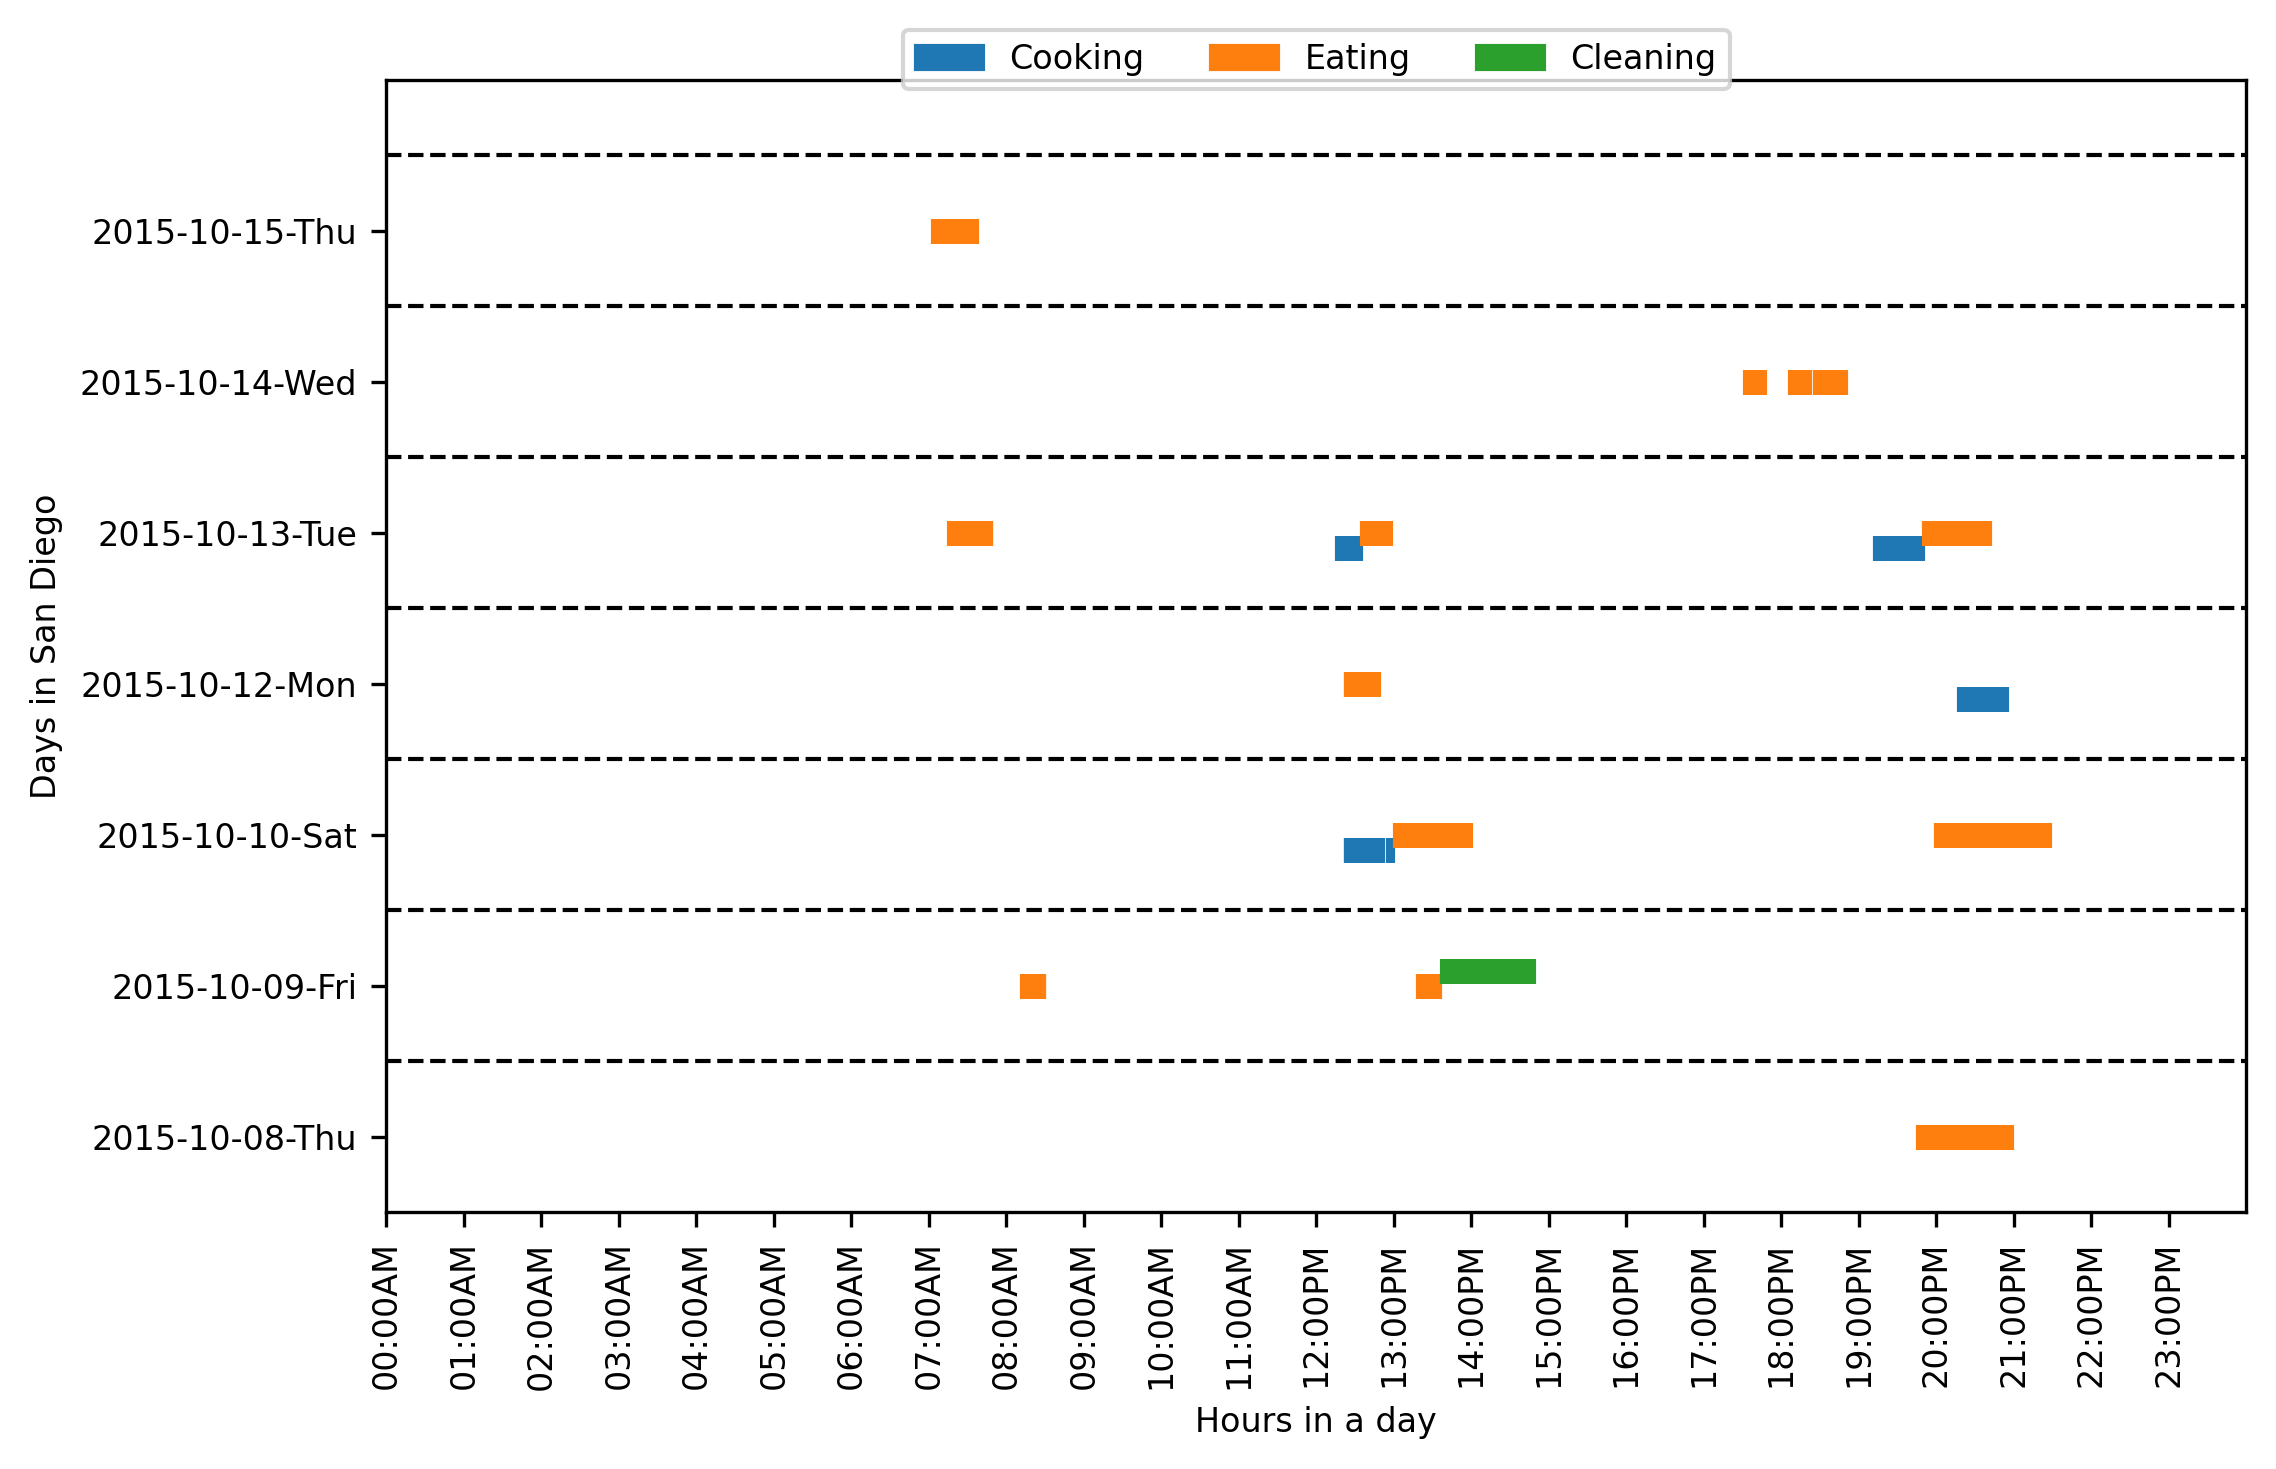 Cooking Eating Cleaning
2015-10-15-Thu
2015-10-14-Wed
2015-10-13-Tue
2015-10-12-Mon
2015-10-10-Sat
2015-10-09-Fri
2015-10-08-Thu
Days in San Diego
00:00AM
01:00AM
02:00AM
03:00AM
04:00AM
05:00AM
06:00AM
07:00AM
08:00AM
09:00AM
10:00AM
11:00AM
12:00PM
13:00PM
14:00PM
15:00PM
16:00PM
17:00PM
18:00PM
19:00PM
20:00PM
21:00PM
22:00PM
23:00PM
Hours in a day